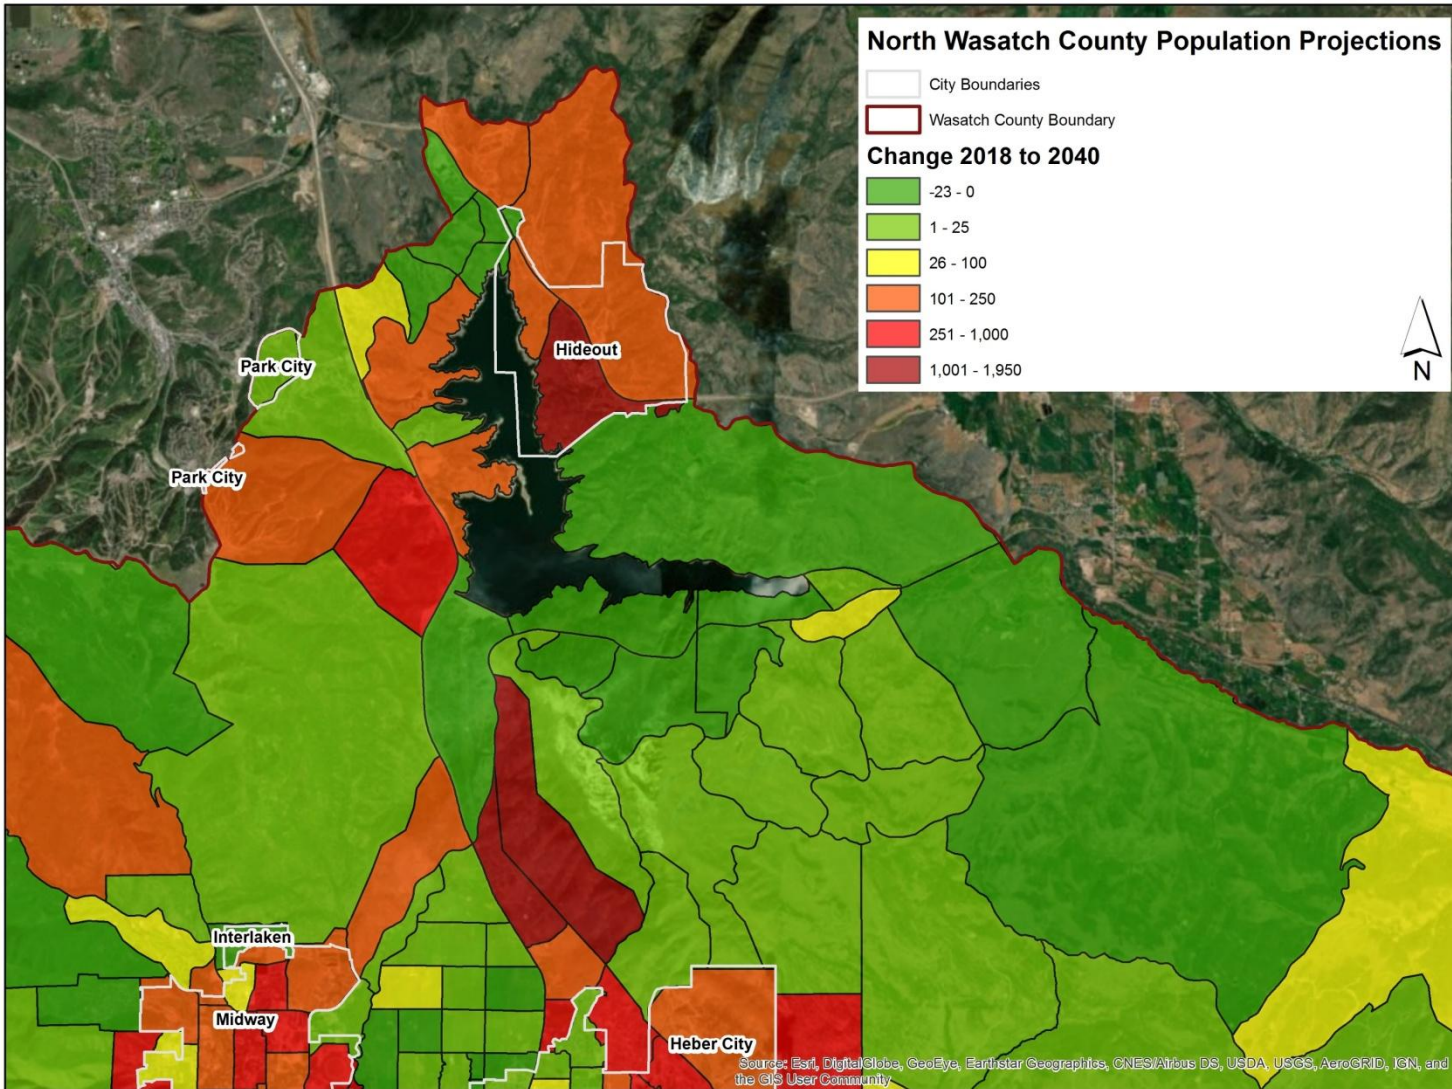 North Wasatch County Population Projections
City Boundaries
Wasatch County Boundary
Change 2018 to 2040
-23 - 0
1 - 25
26 - 100
101 - 250
251 - 1,000
1,001 - 1,950
N
Hideout
Park City
Park City
Interlaken
Midway
Heber City
Source: Esri, DigitalGlobe, GeoEye, Earthstar Geographics, CNES/Airbus DS, USDA, USGS, AeroGRID, IGN, and
the GIS User Community